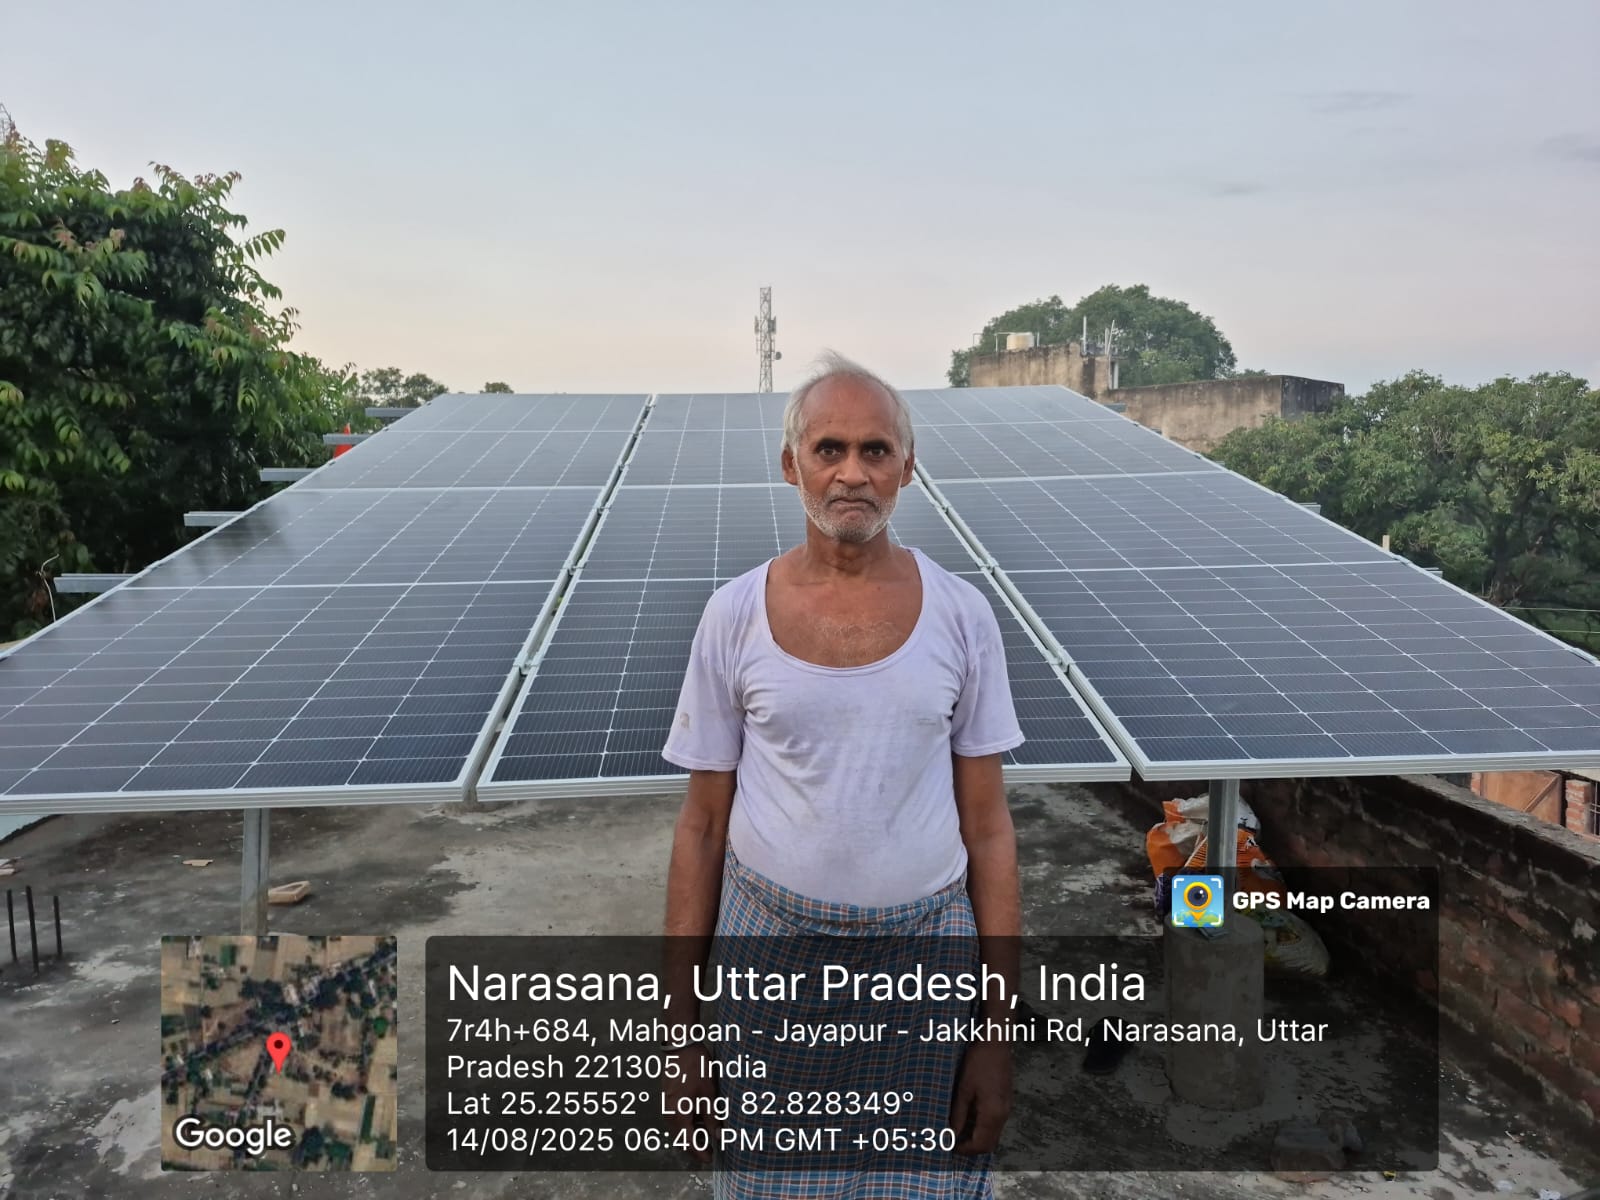 GPS Map Camera
Narasana, Uttar Pradesh, India
7r4h+684, Mahgoan - Jayapur - Jakkhini Rd, Narasana, Uttar
Pradesh 221305, India
Lat 25.25552° Long 82.828349°
14/08/2025 06:40 PM GMT +05:30
Google